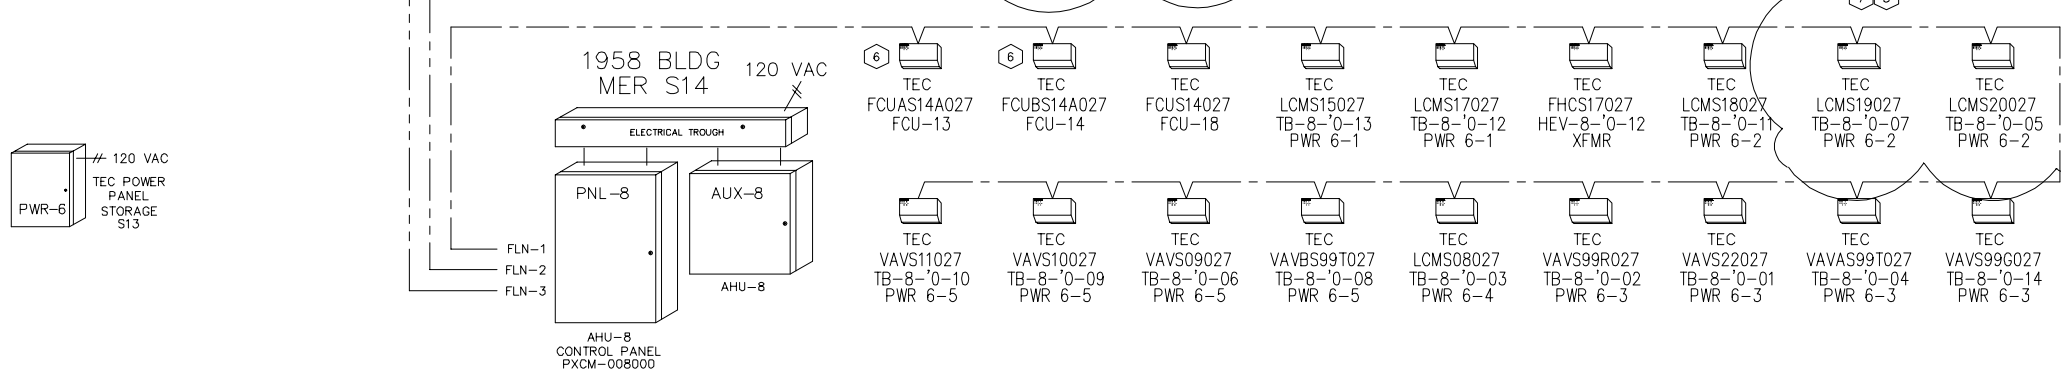 1958 BLDG
MER S14
120 VAC
ELECTRICAL TROUGH
PNL-8
AUX-8
AHU-8
FLN-1
FLN-2
FLN-3
AHU-8
CONTROL PANEL
PXCM-008000
PWR-6
120 VAC
TEC POWER
PANEL
STORAGE
S13
6
TEC
FCUAS14A027
FCU-13
6
TEC
FCUBS14A027
FCU-14
TEC
FCUS14027
FCU-18
TEC
LCMS15027
TB-8-'0-13
PWR 6-1
TEC
LCMS17027
TB-8-'0-12
PWR 6-1
TEC
FHCS17027
HEV-8-'0-12
XFMR
TEC
LCMS18027
TB-8-'0-11
PWR 6-2
TEC
LCMS19027
TB-8-'0-07
PWR 6-2
TEC
LCMS20027
TB-8-'0-05
PWR 6-2
TEC
VAVS11027
TB-8-'0-10
PWR 6-5
TEC
VAVS10027
TB-8-'0-09
PWR 6-5
TEC
VAVS09027
TB-8-'0-06
PWR 6-5
TEC
VAVBS99T027
TB-8-'0-08
PWR 6-5
TEC
LCMS08027
TB-8-'0-03
PWR 6-4
TEC
VAVS99R027
TB-8-'0-02
PWR 6-3
TEC
VAVS22027
TB-8-'0-01
PWR 6-3
TEC
VAVAS99T027
TB-8-'0-04
PWR 6-3
TEC
VAVS99G027
TB-8-'0-14
PWR 6-3